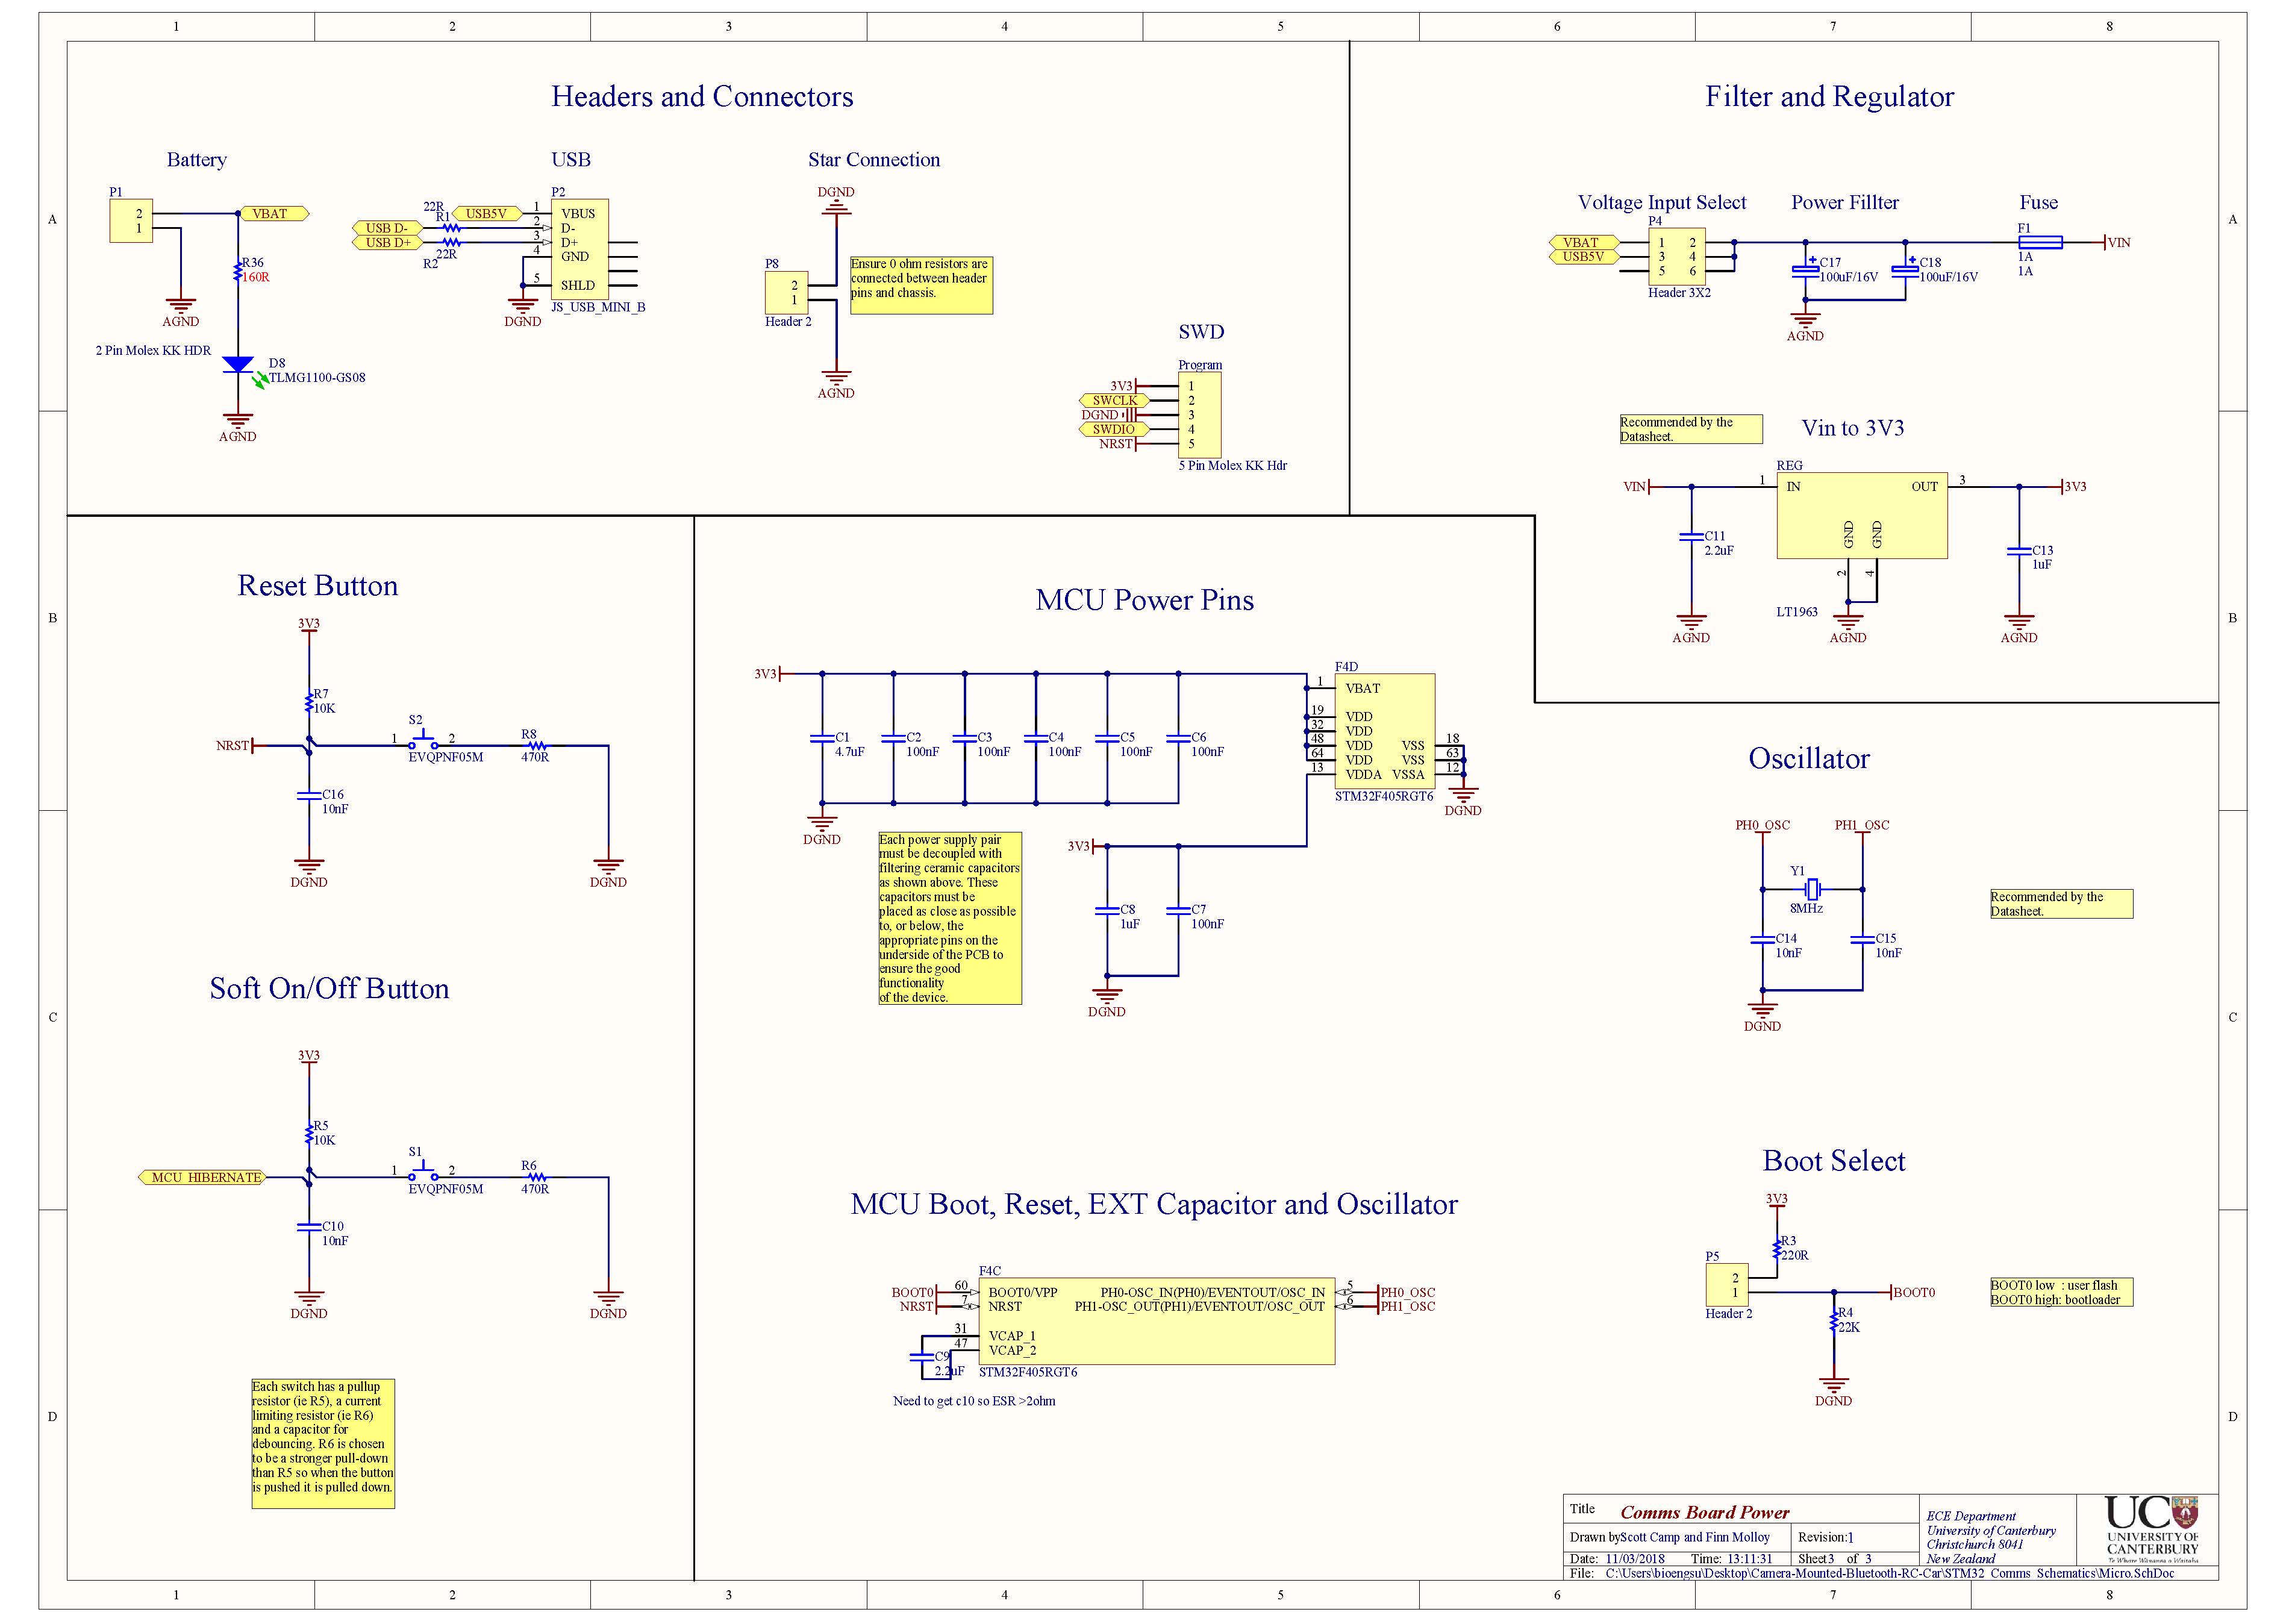 1 2 3 4 5 6 7 8
A A
B B
C C
D D
Headers and Connectors
Battery
P1
2
1
VBAT
R36
160R
AGND
2 Pin Molex KK HDR
D8
TLMG1100-GS08
AGND
USB
P2
22R
R1
USB5V
USB D-
USB D+
22R
R2
1
2
3
4
5
VBUS
D-
D+
GND
SHLD
JS_USB_MINI_B
DGND
Star Connection
DGND
P8
2
1
Header 2
AGND
Ensure 0 ohm resistors are
connected between header
pins and chassis.
SWD
Program
3V3 1
SWCLK 2
DGND 3
SWDIO 4
NRST 5
5 Pin Molex KK Hdr
Filter and Regulator
Voltage Input Select
P4
VBAT
USB5V
1 2
3 4
5 6
Header 3X2
Power Fillter
C17
100uF/16V
C18
100uF/16V
AGND
Fuse
F1
1A
1A
VIN
Recommended by the
Datasheet.
Vin to 3V3
REG
VIN
1
IN
OUT
3
3V3
GND
GND
2
4
C11
2.2uF
C13
1uF
LT1963
AGND
AGND
AGND
Reset Button
3V3
R7
10K
NRST
1
S2
2
EVQPNF05M
R8
470R
C16
10nF
DGND
DGND
Soft On/Off Button
3V3
R5
10K
MCU HIBERNATE
1
S1
2
EVQPNF05M
R6
470R
C10
10nF
DGND
DGND
Each switch has a pullup
resistor (ie R5), a current
limiting resistor (ie R6)
and a capacitor for
debouncing. R6 is chosen
to be a stronger pull-down
than R5 so when the button
is pushed it is pulled down.
MCU Power Pins
3V3
C1
4.7uF
C2
100nF
C3
100nF
C4
100nF
C5
100nF
C6
100nF
DGND
F4D
1 VBAT
19 VDD
32 VDD
48 VDD VSS 18
64 VDD VSS 63
13 VDDA VSSA 12
STM32F405RGT6
DGND
Each power supply pair
must be decoupled with
filtering ceramic capacitors
as shown above. These
capacitors must be
placed as close as possible
to, or below, the
appropriate pins on the
underside of the PCB to
ensure the good
functionality
of the device.
3V3
C8
1uF
C7
100nF
DGND
Oscillator
PH0_OSC
PH1_OSC
Y1
8MHz
C14
10nF
C15
10nF
DGND
Recommended by the
Datasheet.
MCU Boot, Reset, EXT Capacitor and Oscillator
F4C
BOOT0 60 BOOT0/VPP PH0-OSC_IN(PH0)/EVENTOUT/OSC_IN 5 PH0_OSC
NRST 7 NRST PH1-OSC_OUT(PH1)/EVENTOUT/OSC_OUT 6 PH1_OSC
31 VCAP_1
47 VCAP_2
C9
2.2uF
STM32F405RGT6
Need to get c10 so ESR >2ohm
Boot Select
3V3
R3
220R
P5
2
1
Header 2
BOOT0
R4
22K
DGND
BOOT0 low : user flash
BOOT0 high: bootloader
Title Comms Board Power
Drawn by Scott Camp and Finn Molloy Revision:1
Date: 11/03/2018 Time: 13:11:31 Sheet3 of 3
File: C:\Users\bioengsu\Desktop\Camera-Mounted-Bluetooth-RC-Car\STM32 Comms Schematics\Micro.SchDoc
ECE Department
University of Canterbury
Christchurch 8041
New Zealand
UC
UNIVERSITY OF
CANTERBURY
Te Whare Wānanga o Waitaha
1 2 3 4 5 6 7 8